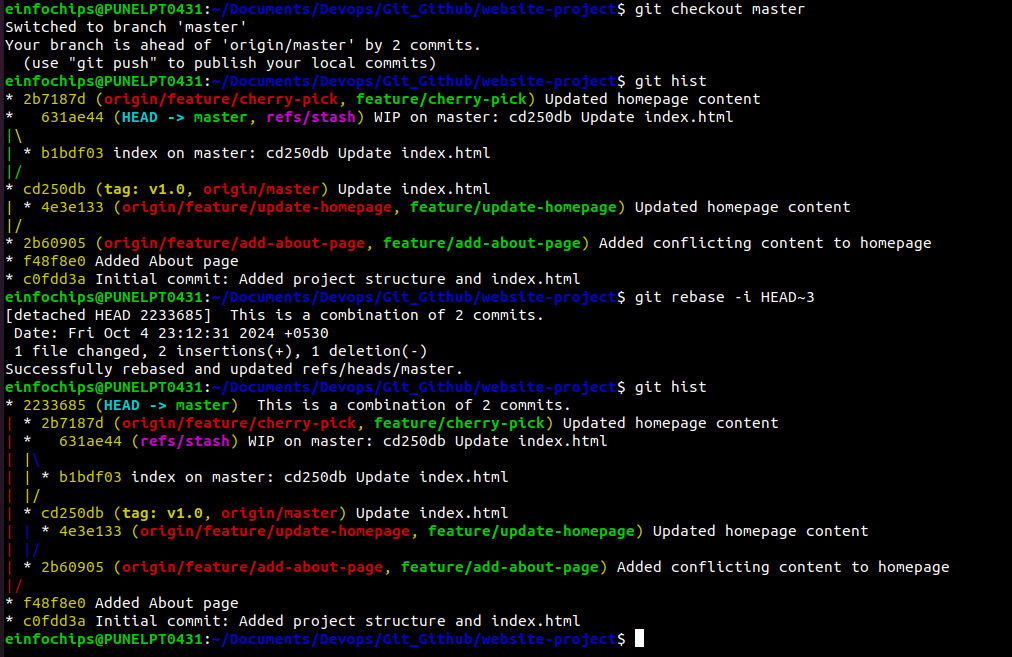 einfochips@PUNELPT0431:~/Documents/Devops/Git_Github/website-project$ git checkout master
Switched to branch 'master'
Your branch is ahead of 'origin/master' by 2 commits.
  (use "git push" to publish your local commits)
einfochips@PUNELPT0431:~/Documents/Devops/Git_Github/website-project$ git hist
* 2b7187d (origin/feature/cherry-pick, feature/cherry-pick) Updated homepage content
*   631ae44 (HEAD -> master, refs/stash) WIP on master: cd250db Update index.html
|\
| * b1bdf03 index on master: cd250db Update index.html
|/
* cd250db (tag: v1.0, origin/master) Update index.html
| * 4e3e133 (origin/feature/update-homepage, feature/update-homepage) Updated homepage content
|/
* 2b60905 (origin/feature/add-about-page, feature/add-about-page) Added conflicting content to homepage
* f48f8e0 Added About page
* c0fdd3a Initial commit: Added project structure and index.html
einfochips@PUNELPT0431:~/Documents/Devops/Git_Github/website-project$ git rebase -i HEAD~3
[detached HEAD 2233685]  This is a combination of 2 commits.
 Date: Fri Oct 4 23:12:31 2024 +0530
 1 file changed, 2 insertions(+), 1 deletion(-)
Successfully rebased and updated refs/heads/master.
einfochips@PUNELPT0431:~/Documents/Devops/Git_Github/website-project$ git hist
* 2233685 (HEAD -> master)  This is a combination of 2 commits.
| * 2b7187d (origin/feature/cherry-pick, feature/cherry-pick) Updated homepage content
| *   631ae44 (refs/stash) WIP on master: cd250db Update index.html
| |\
| | * b1bdf03 index on master: cd250db Update index.html
| |/
| * cd250db (tag: v1.0, origin/master) Update index.html
| | * 4e3e133 (origin/feature/update-homepage, feature/update-homepage) Updated homepage content
| |/
| * 2b60905 (origin/feature/add-about-page, feature/add-about-page) Added conflicting content to homepage
|/
* f48f8e0 Added About page
* c0fdd3a Initial commit: Added project structure and index.html
einfochips@PUNELPT0431:~/Documents/Devops/Git_Github/website-project$